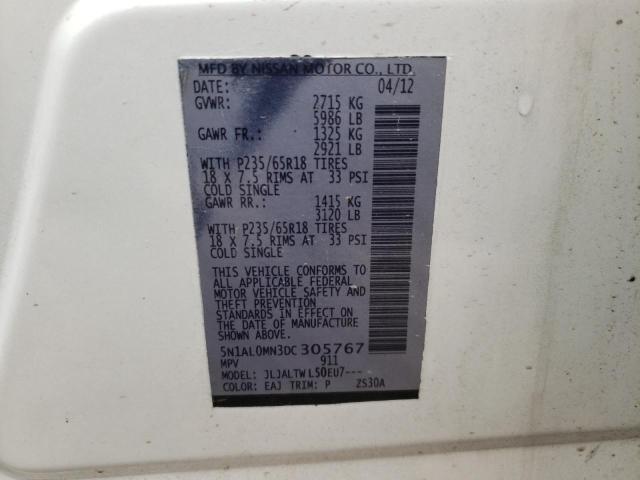 MFD BY NISSAN MOTOR CO., LTD.
DATE: 04/12
GVWR: 2715 KG
5986 LB
GAWR FR.: 1325 KG
2921 LB
WITH P235/65R18 TIRES
18 X 7.5 RIMS AT 33 PSI
COLD SINGLE
GAWR RR.: 1415 KG
3120 LB
WITH P235/65R18 TIRES
18 X 7.5 RIMS AT 33 PSI
COLD SINGLE
THIS VEHICLE CONFORMS TO
ALL APPLICABLE FEDERAL
MOTOR VEHICLE SAFETY AND
THEFT PREVENTION
STANDARDS IN EFFECT ON
THE DATE OF MANUFACTURE
SHOWN ABOVE.
5N1AL0MN3DC 305767
MPV 911
MODEL: JLJALTWL50EU7---
COLOR: EAJ TRIM: P ZS30A